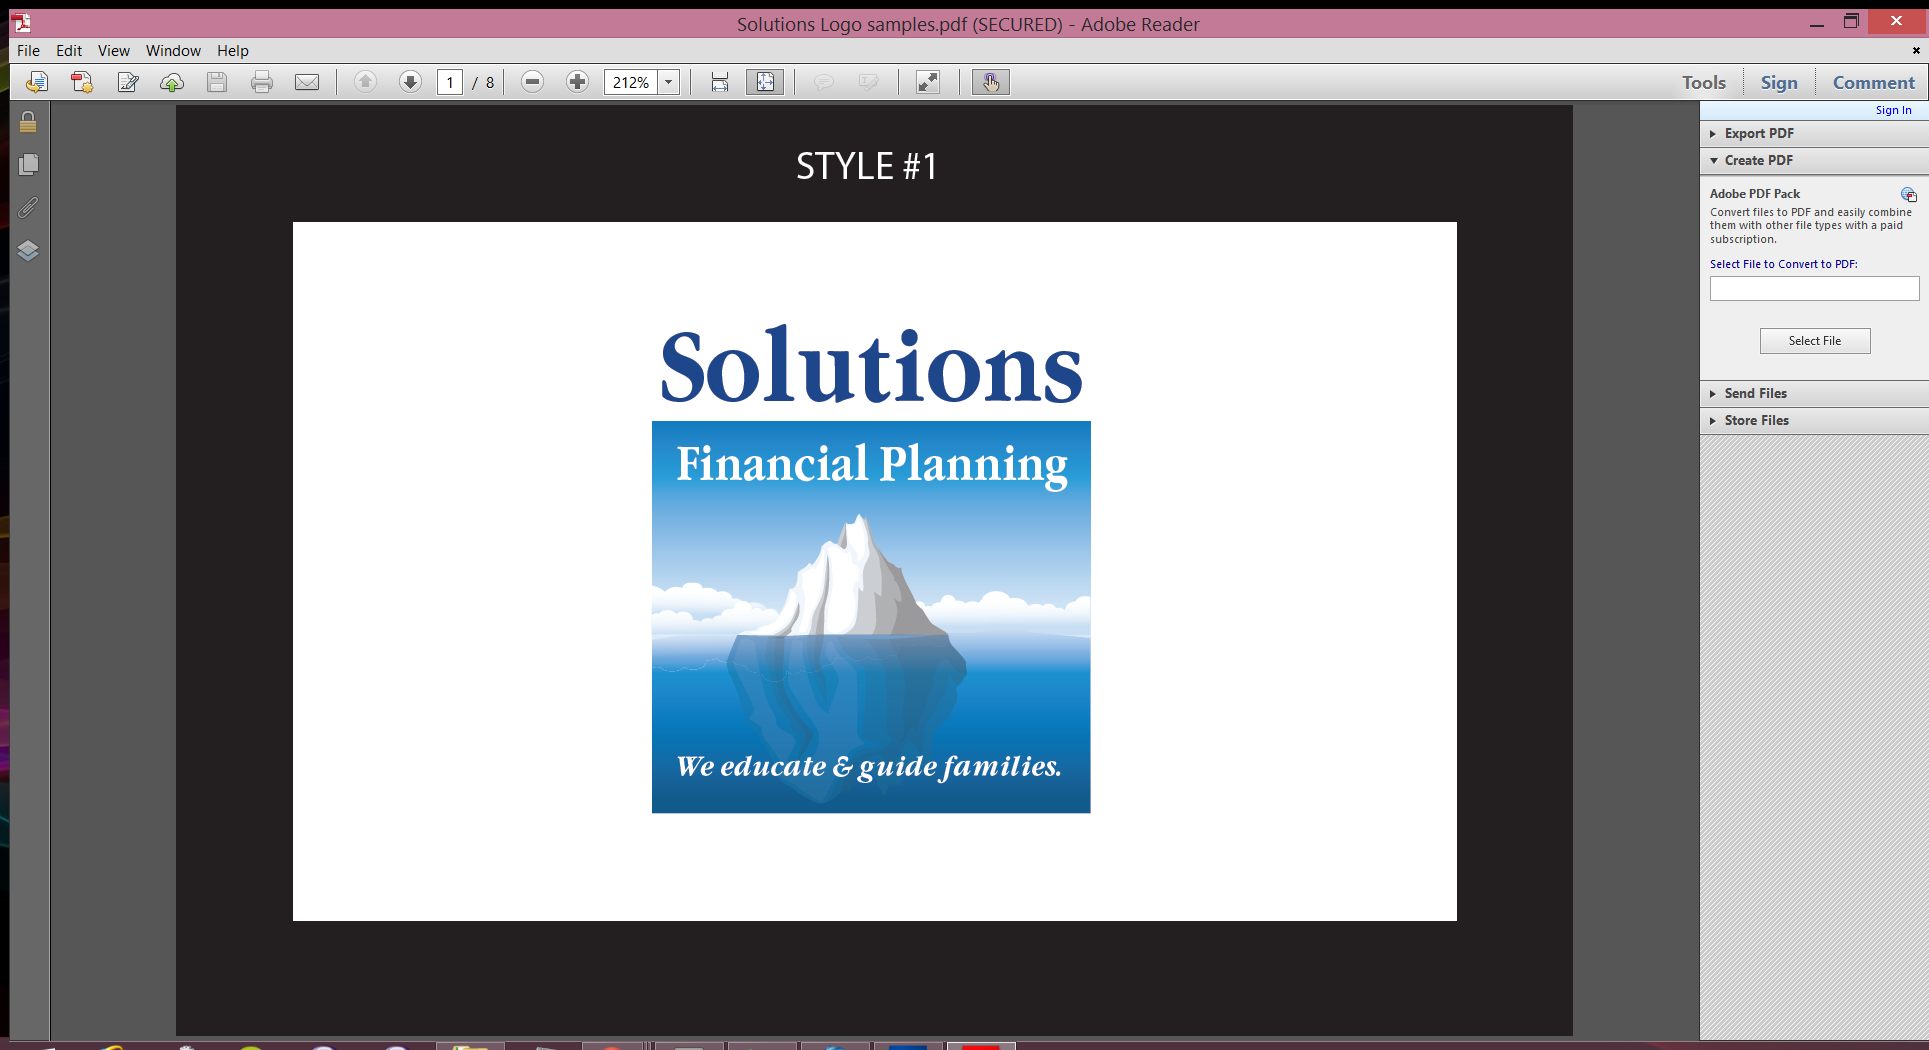 Solutions Logo samples.pdf (SECURED) - Adobe Reader
File Edit View Window Help
1 / 8 212% Tools Sign Comment
Sign In
Export PDF
Create PDF
Adobe PDF Pack
Convert files to PDF and easily combine
them with other file types with a paid
subscription.
Select File to Convert to PDF:
Select File
Send Files
Store Files
STYLE #1
Solutions
Financial Planning
We educate & guide families.